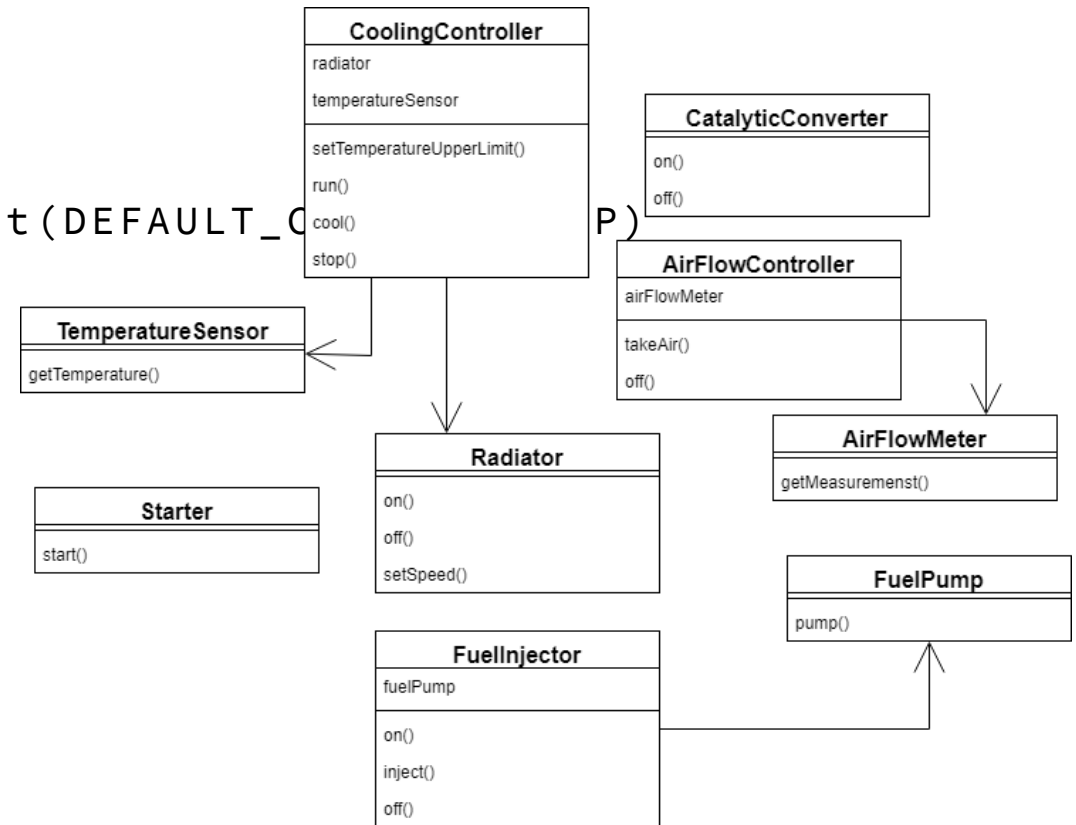 CoolingController
radiator
temperatureSensor
setTemperatureUpperLimit()
run()
cool()
stop()
CatalyticConverter
on()
off()
t(DEFAULT_C
P)
AirFlowController
airFlowMeter
takeAir()
off()
TemperatureSensor
getTemperature()
AirFlowMeter
getMeasuremenst()
Radiator
on()
off()
setSpeed()
Starter
start()
FuelPump
pump()
FuelInjector
fuelPump
on()
inject()
off()